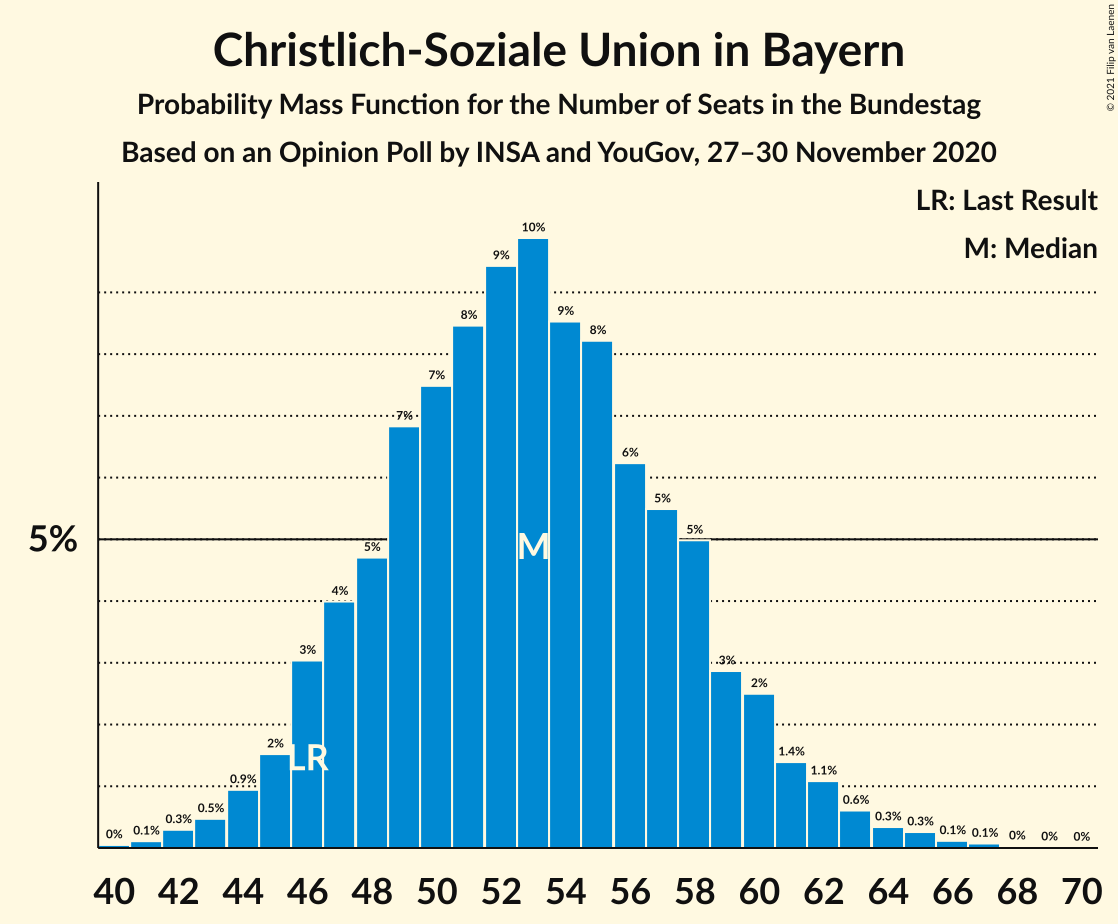 Christlich-Soziale Union in Bayern
Probability Mass Function for the Number of Seats in the Bundestag
Based on an Opinion Poll by INSA and YouGov, 27–30 November 2020
© 2021 Filip van Laenen
LR: Last Result
M: Median
5%
0% 0.1% 0.3% 0.5% 0.9% 2% 3% 4% 5% 7% 7% 8% 9% 10% 9% 8% 6% 5% 5% 3% 2% 1.4% 1.1% 0.6% 0.3% 0.3% 0.1% 0.1% 0% 0% 0%
M
LR
40 42 44 46 48 50 52 54 56 58 60 62 64 66 68 70